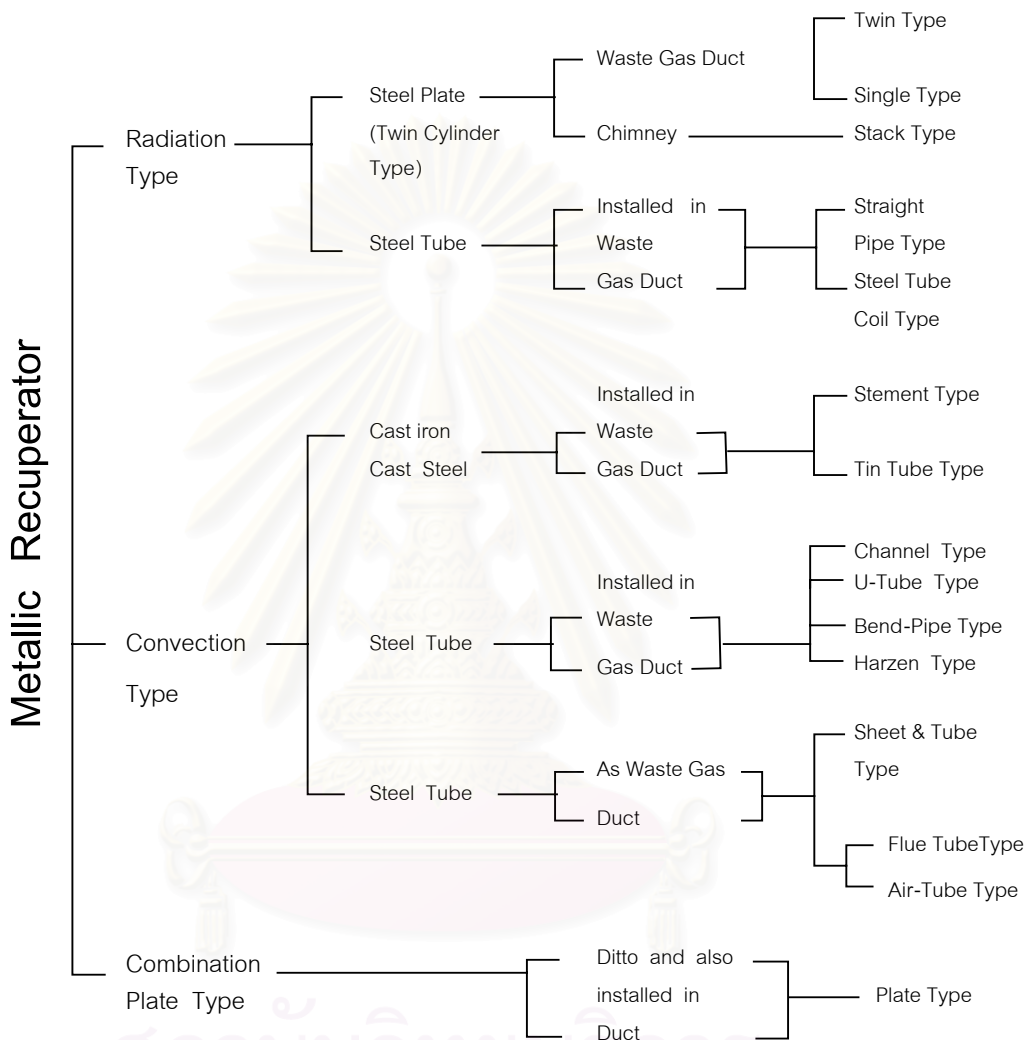 Metallic Recuperator
Radiation
Type
Steel Plate
(Twin Cylinder
Type)
Waste Gas Duct
Twin Type
Single Type
Chimney
Stack Type
Steel Tube
Installed in
Waste
Gas Duct
Straight
Pipe Type
Steel Tube
Coil Type
Convection
Type
Cast iron
Cast Steel
Installed in
Waste
Gas Duct
Stement Type
Tin Tube Type
Steel Tube
Installed in
Waste
Gas Duct
Channel Type
U-Tube Type
Bend-Pipe Type
Harzen Type
Steel Tube
As Waste Gas
Duct
Sheet & Tube
Type
Flue TubeType
Air-Tube Type
Combination
Plate Type
Ditto and also
installed in
Duct
Plate Type